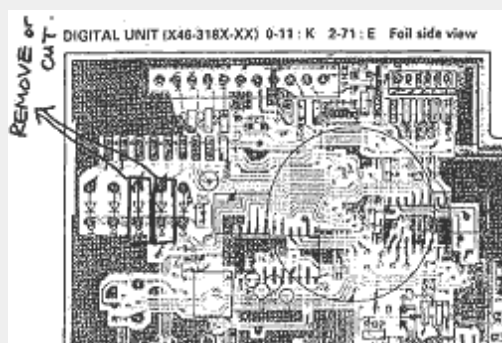 REMOVE or
CUT.
DIGITAL UNIT (X46-318X-XX) 0-11 : K 2-71 : E Foil side view